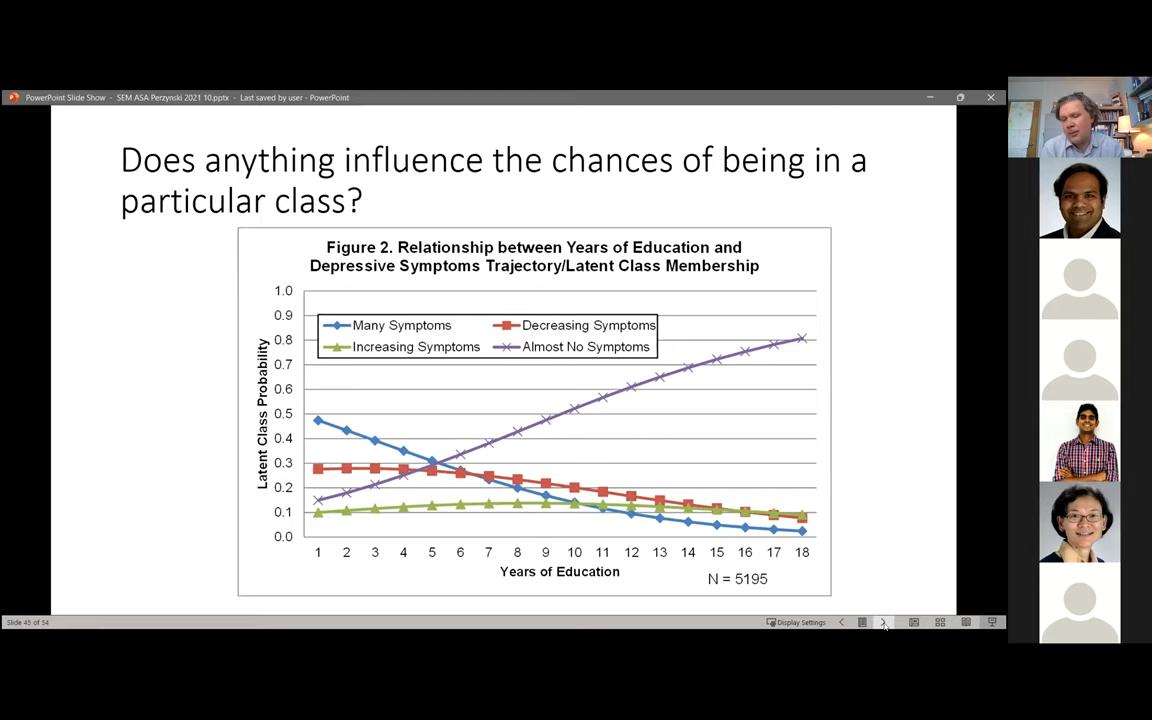 PowerPoint Slide Show - SEM ASA Perzynski 2021 10.pptx - Last saved by user - PowerPoint
Does anything influence the chances of being in a
particular class?
Figure 2. Relationship between Years of Education and
Depressive Symptoms Trajectory/Latent Class Membership
Latent Class Probability
1.0
0.9
0.8
0.7
0.6
0.5
0.4
0.3
0.2
0.1
0.0
Many Symptoms
Decreasing Symptoms
Increasing Symptoms
Almost No Symptoms
1 2 3 4 5 6 7 8 9 10 11 12 13 14 15 16 17 18
Years of Education
N = 5195
Slide 45 of 54
Display Settings